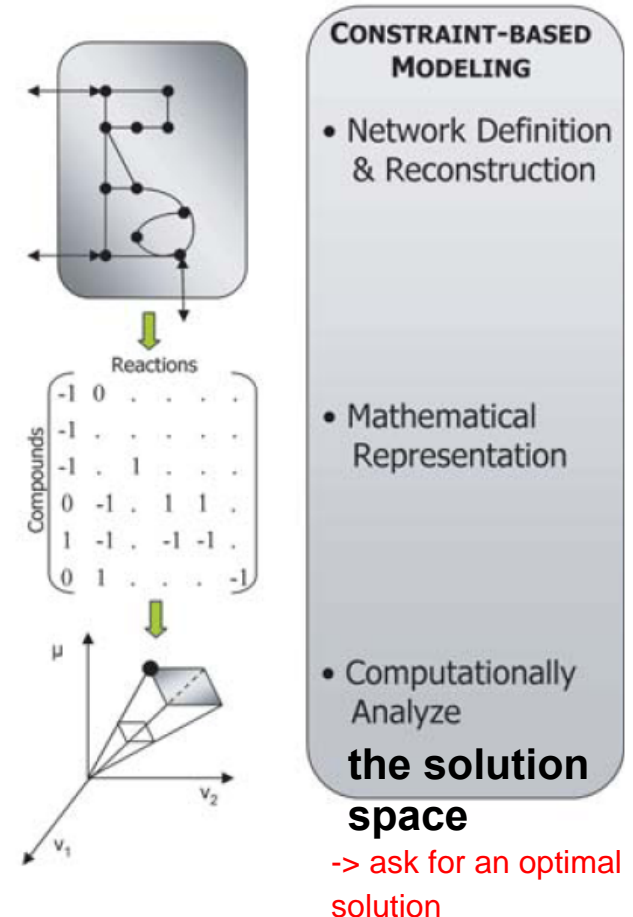 CONSTRAINT-BASED
MODELING
• Network Definition
& Reconstruction
Reactions
Compounds
-1 0 . . . .
-1 . . . . .
-1 . 1 . . .
0 -1 . 1 1 .
1 -1 . -1 -1 .
0 1 . . . -1
• Mathematical
Representation
μ
v₂
v₁
• Computationally
Analyze
the solution
space
-> ask for an optimal
solution